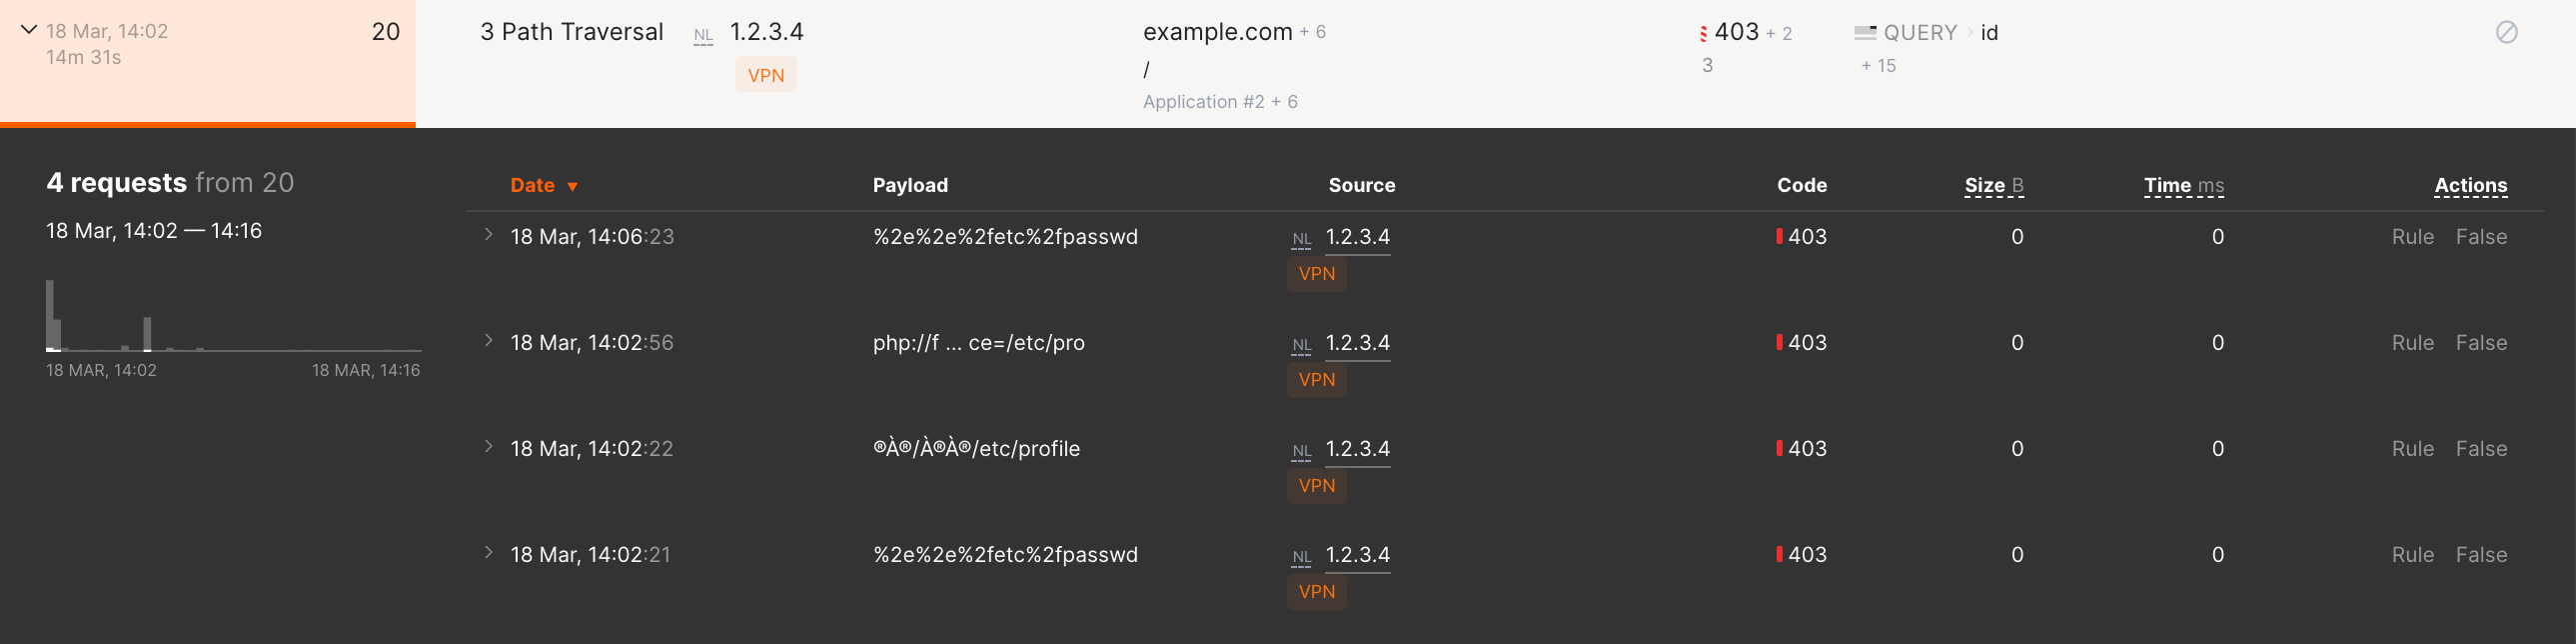 18 Mar, 14:02 20 3 Path Traversal NL 1.2.3.4 example.com + 6 403 + 2 QUERY › id
14m 31s VPN / 3 + 15
Application #2 + 6
4 requests from 20
18 Mar, 14:02 — 14:16
18 MAR, 14:02 18 MAR, 14:16
Date Payload Source Code Size B Time ms Actions
18 Mar, 14:06:23 %2e%2e%2fetc%2fpasswd NL 1.2.3.4 403 0 0 Rule False
VPN
18 Mar, 14:02:56 php://f ... ce=/etc/pro NL 1.2.3.4 403 0 0 Rule False
VPN
18 Mar, 14:02:22 ®À®/À®À®/etc/profile NL 1.2.3.4 403 0 0 Rule False
VPN
18 Mar, 14:02:21 %2e%2e%2fetc%2fpasswd NL 1.2.3.4 403 0 0 Rule False
VPN